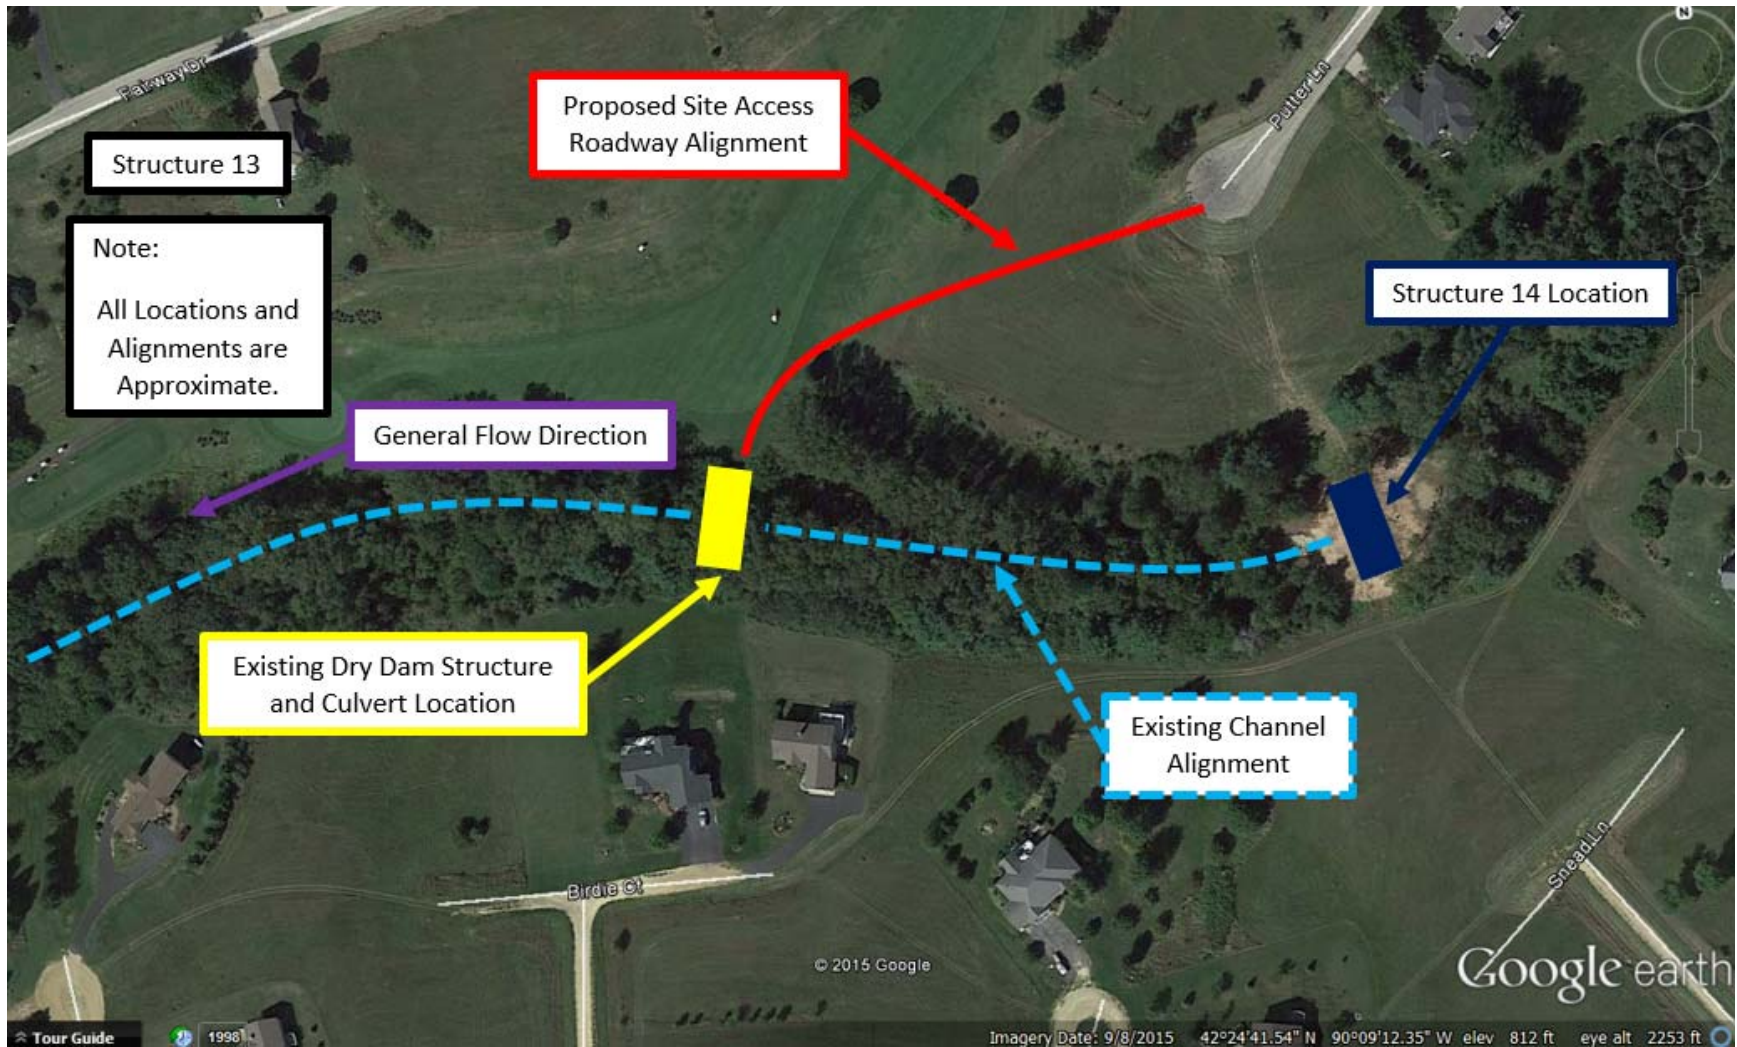 N
Fairway Dr
Proposed Site Access
Roadway Alignment
Putter Ln
Structure 13
Note:
All Locations and
Alignments are
Approximate.
Structure 14 Location
General Flow Direction
Existing Dry Dam Structure
and Culvert Location
Existing Channel
Alignment
Birdie Ct
Snead Ln
© 2015 Google
Google earth
Tour Guide
1998
Imagery Date: 9/8/2015 42°24'41.54" N 90°09'12.35" W elev 812 ft eye alt 2253 ft